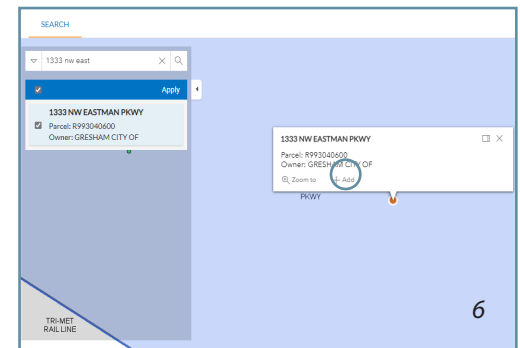 SEARCH
1333 nw east
Apply
1333 NW EASTMAN PKWY
Parcel: R993040600
Owner: GRESHAM CITY OF
1333 NW EASTMAN PKWY
Parcel: R993040600
Owner: GRESHAM CITY OF
Zoom to + Add
PKWY
TRI-MET
RAIL LINE
6